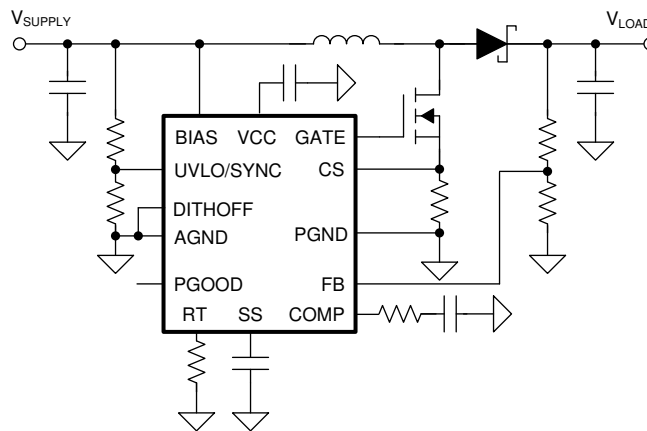 VSUPPLY
VLOAD
BIAS VCC GATE
UVLO/SYNC CS
DITHOFF
AGND PGND
PGOOD FB
RT SS COMP